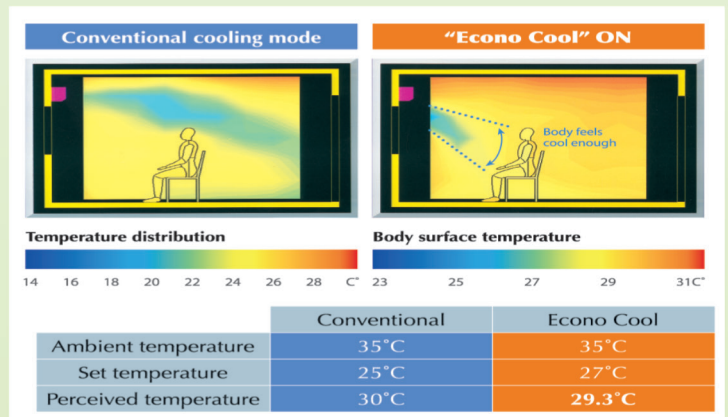 Conventional cooling mode
“Econo Cool” ON
Body feels
cool enough
Temperature distribution
14 16 18 20 22 24 26 28 C˚
Body surface temperature
23 25 27 29 31C˚
Conventional Econo Cool
Ambient temperature 35˚C 35˚C
Set temperature 25˚C 27˚C
Perceived temperature 30˚C 29.3˚C